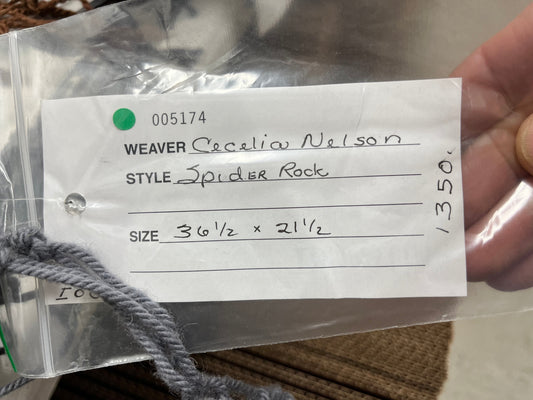 005174
WEAVER Cecelia Nelson
STYLE Spider Rock
SIZE 36 1/2 x 21 1/2
1350.